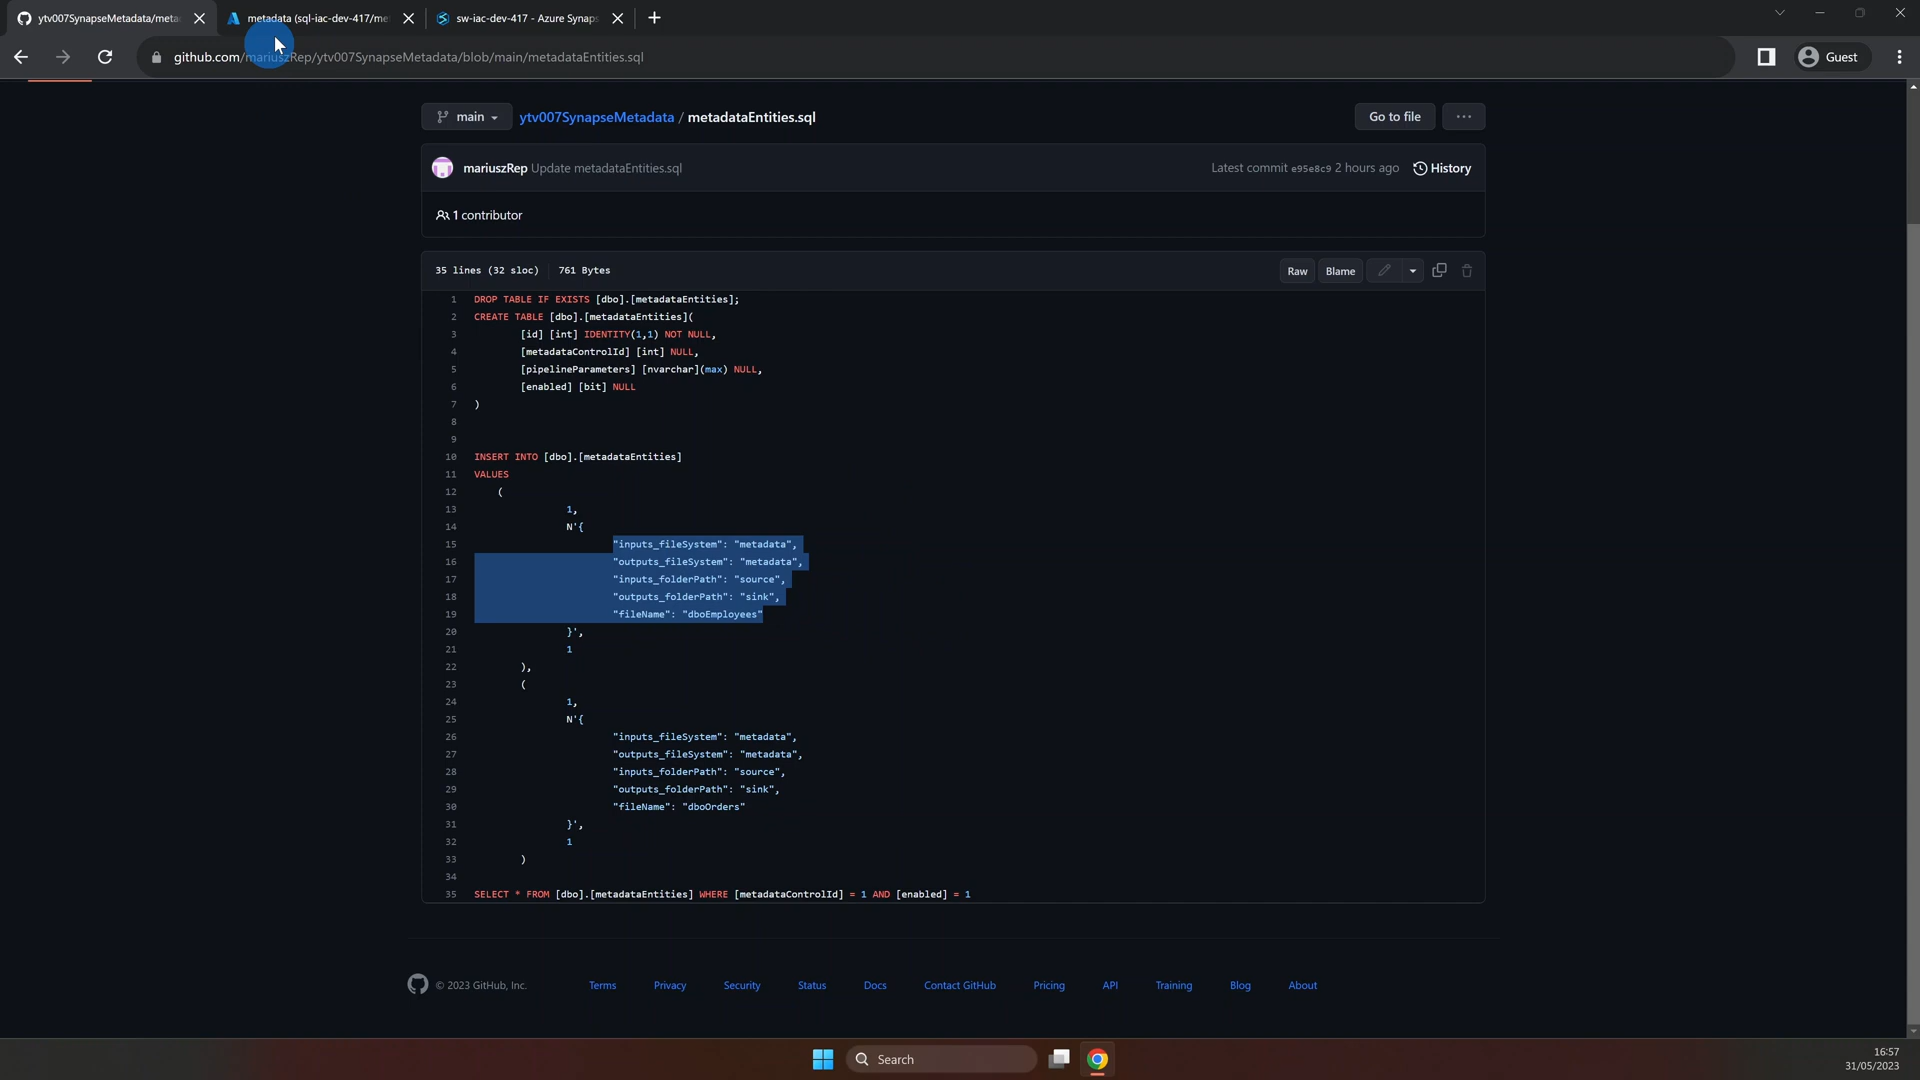 ytv007SynapseMetadata/meta
metadata (sql-iac-dev-417/me
sw-iac-dev-417 - Azure Synaps
github.com/mariuszRep/ytv007SynapseMetadata/blob/main/metadataEntities.sql
Guest
main
ytv007SynapseMetadata / metadataEntities.sql
Go to file
mariuszRep Update metadataEntities.sql
Latest commit e95e8c9 2 hours ago
History
1 contributor
35 lines (32 sloc) 761 Bytes
Raw
Blame
1 DROP TABLE IF EXISTS [dbo].[metadataEntities];
2 CREATE TABLE [dbo].[metadataEntities](
3 [id] [int] IDENTITY(1,1) NOT NULL,
4 [metadataControlId] [int] NULL,
5 [pipelineParameters] [nvarchar](max) NULL,
6 [enabled] [bit] NULL
7 )
8
9
10 INSERT INTO [dbo].[metadataEntities]
11 VALUES
12 (
13 1,
14 N'{
15 "inputs_fileSystem": "metadata",
16 "outputs_fileSystem": "metadata",
17 "inputs_folderPath": "source",
18 "outputs_folderPath": "sink",
19 "fileName": "dboEmployees"
20 }',
21 1
22 ),
23 (
24 1,
25 N'{
26 "inputs_fileSystem": "metadata",
27 "outputs_fileSystem": "metadata",
28 "inputs_folderPath": "source",
29 "outputs_folderPath": "sink",
30 "fileName": "dboOrders"
31 }',
32 1
33 )
34
35 SELECT * FROM [dbo].[metadataEntities] WHERE [metadataControlId] = 1 AND [enabled] = 1
© 2023 GitHub, Inc.
Terms
Privacy
Security
Status
Docs
Contact GitHub
Pricing
API
Training
Blog
About
Search
16:57
31/05/2023